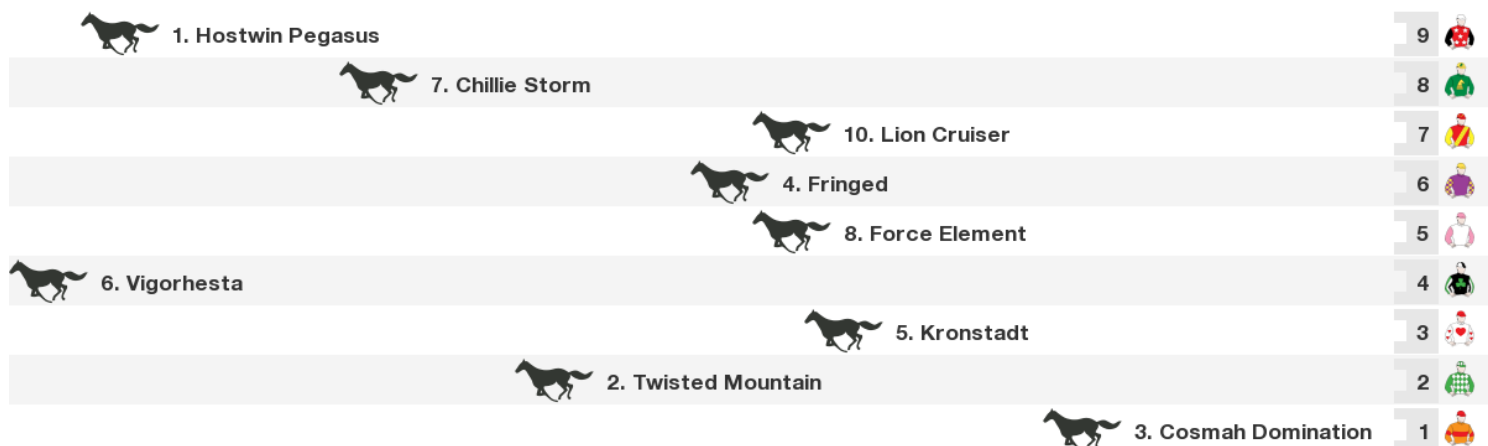 1. Hostwin Pegasus 9
7. Chillie Storm 8
10. Lion Cruiser 7
4. Fringed 6
8. Force Element 5
6. Vigorhesta 4
5. Kronstadt 3
2. Twisted Mountain 2
3. Cosmah Domination 1